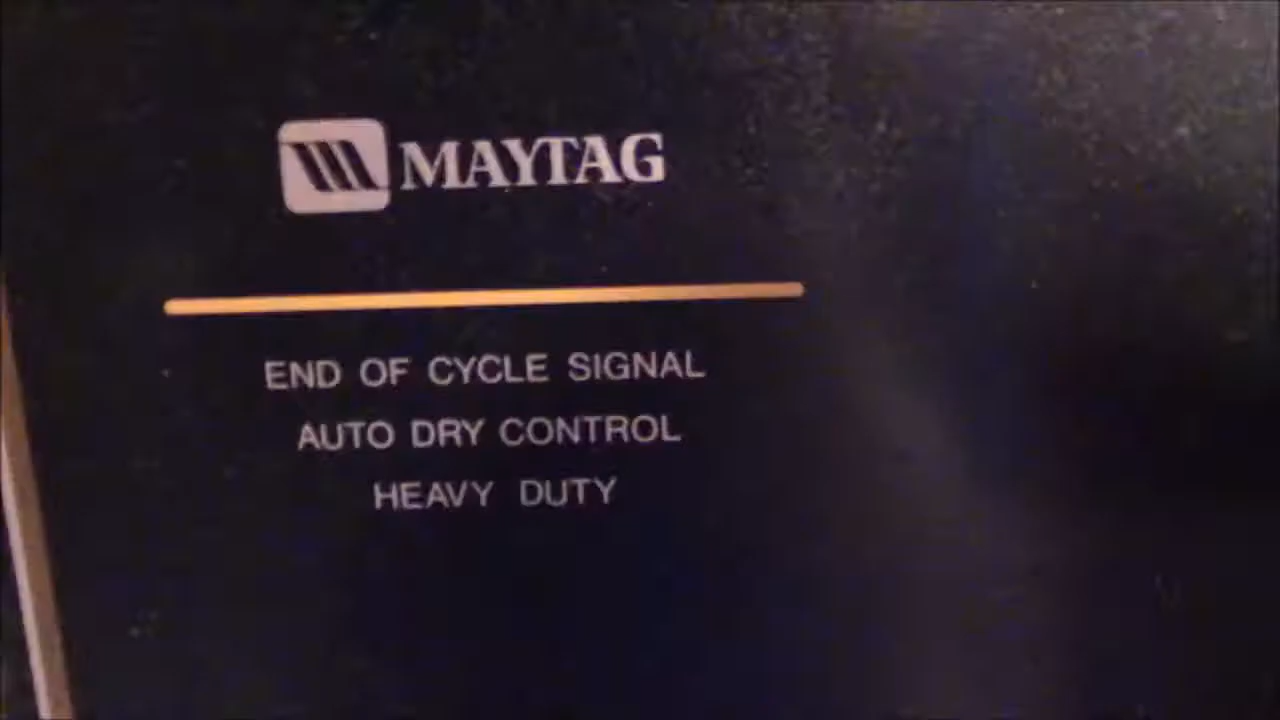 MAYTAG
END OF CYCLE SIGNAL
AUTO DRY CONTROL
HEAVY DUTY